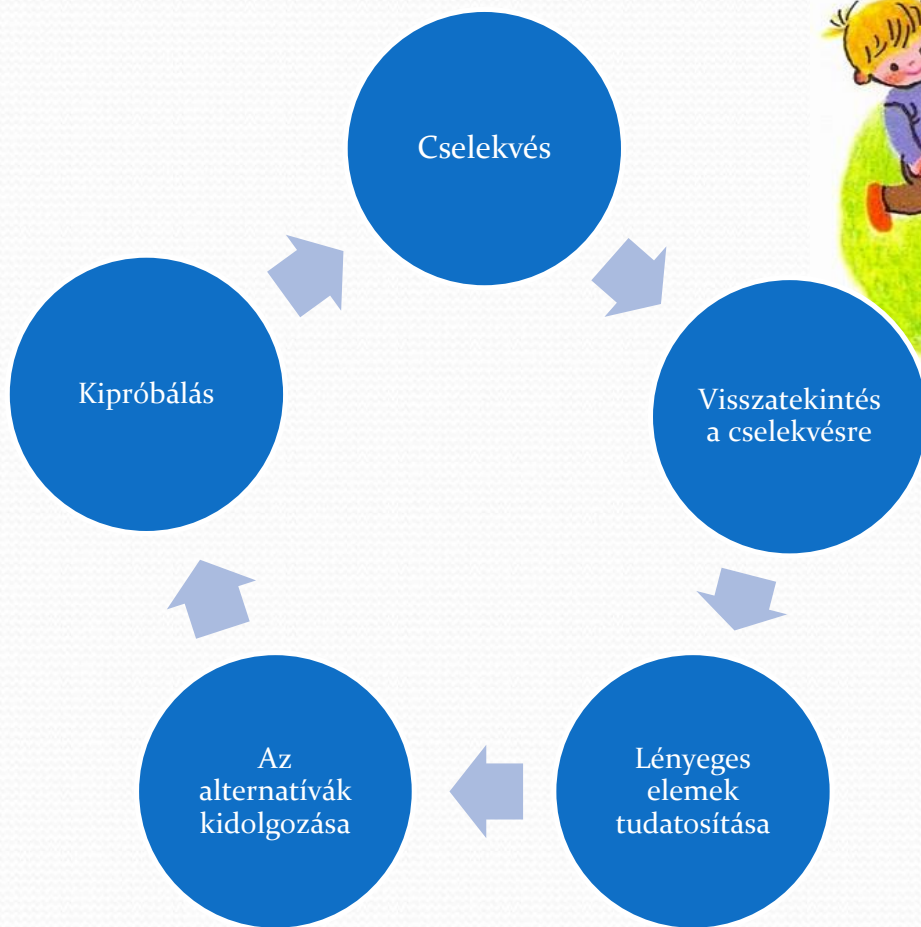 Cselekvés
Visszatekintés
a cselekvésre
Lényeges
elemek
tudatosítása
Az
alternatívák
kidolgozása
Kipróbálás